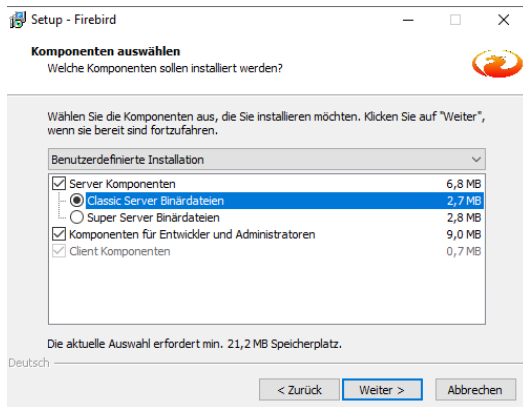 Setup - Firebird
Komponenten auswählen
Welche Komponenten sollen installiert werden?
Wählen Sie die Komponenten aus, die Sie installieren möchten. Klicken Sie auf "Weiter",
wenn sie bereit sind fortzufahren.
Benutzerdefinierte Installation
Server Komponenten 6,8 MB
Classic Server Binärdateien 2,7 MB
Super Server Binärdateien 2,8 MB
Komponenten für Entwickler und Administratoren 9,0 MB
Client Komponenten 0,7 MB
Die aktuelle Auswahl erfordert min. 21,2 MB Speicherplatz.
Deutsch
< Zurück Weiter > Abbrechen